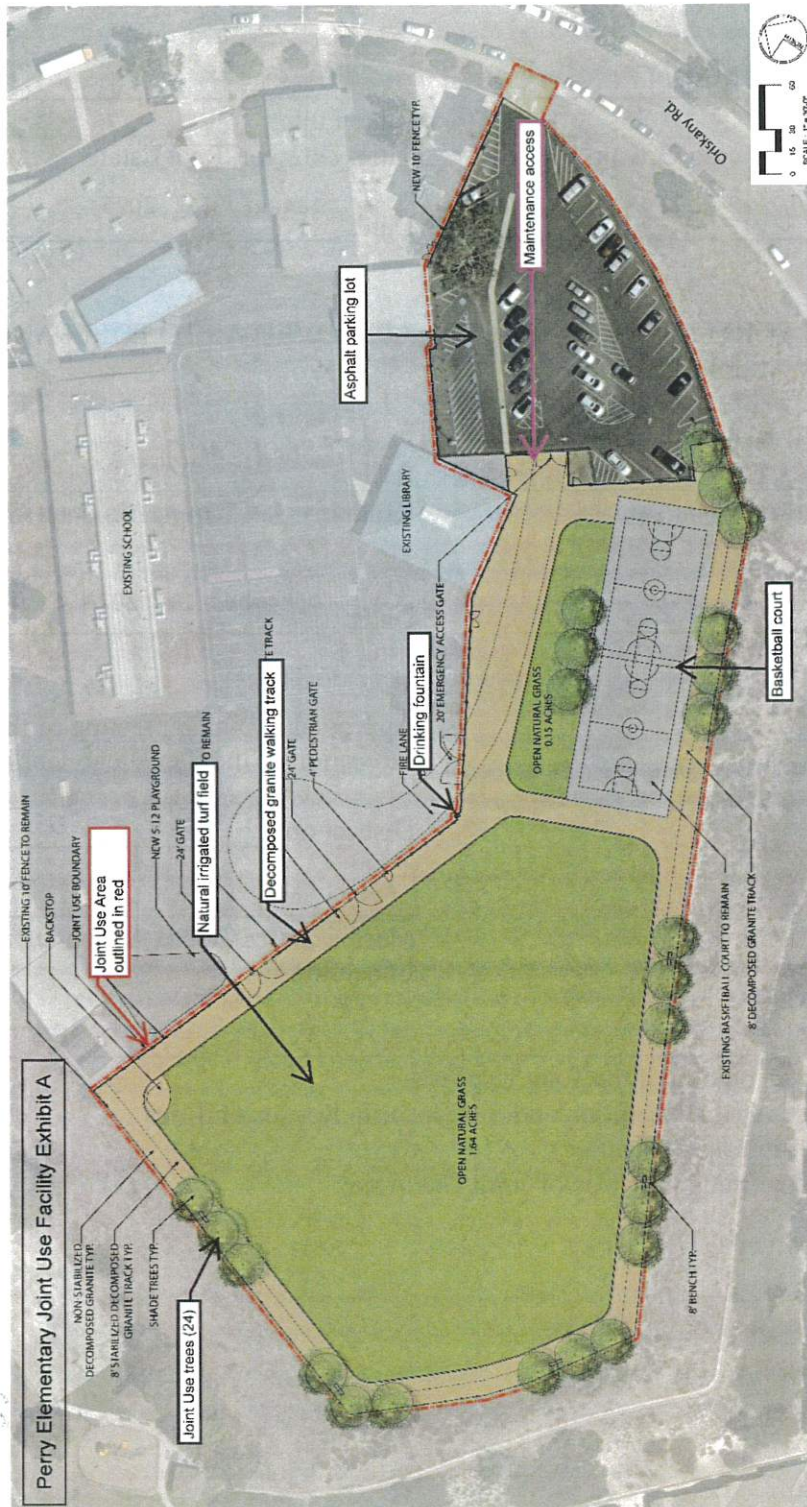 Perry Elementary Joint Use Facility Exhibit A
EXISTING 10' FENCE TO REMAIN
BACKSTOP
JOINT USE BOUNDARY
Joint Use Area
outlined in red
NEW 5-12 PLAYGROUND
24' GATE
Natural irrigated turf field
TO REMAIN
Decomposed granite walking track
TE TRACK
24' GATE
4' PEDESTRIAN GATE
FIRE LANE
Drinking fountain
20' EMERGENCY ACCESS GATE
EXISTING SCHOOL
EXISTING LIBRARY
Asphalt parking lot
NEW 10' FENCE TYP.
Maintenance access
Oriskany Rd.
NON-STABILIZED
DECOMPOSED GRANITE TYP.
8' STABILIZED DECOMPOSED
GRANITE TRACK TYP.
SHADE TREES TYP.
Joint Use trees (24)
OPEN NATURAL GRASS
1.64 ACRES
OPEN NATURAL GRASS
0.15 ACRES
8' BENCH TYP.
EXISTING BASKETBALL COURT TO REMAIN
8' DECOMPOSED GRANITE TRACK
Basketball court
NORTH
0 15 30 60